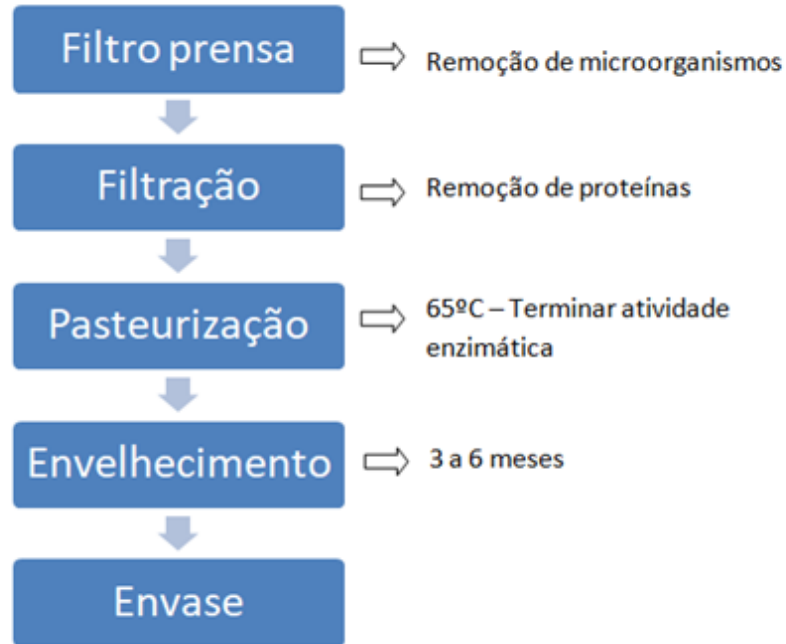 Filtro prensa
Remoção de microorganismos
Filtração
Remoção de proteínas
Pasteurização
65ºC – Terminar atividade
enzimática
Envelhecimento
3 a 6 meses
Envase